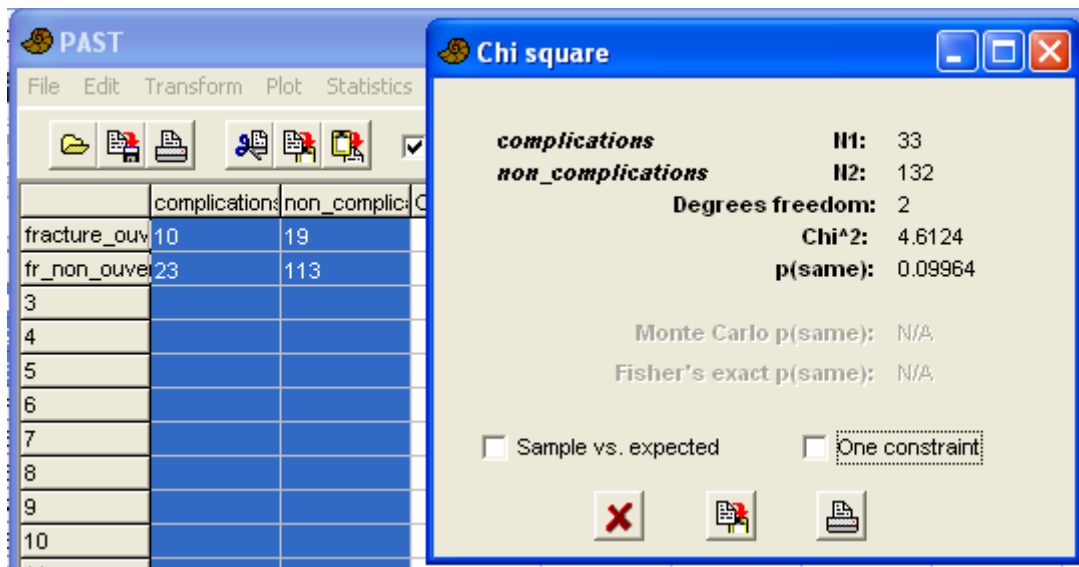 PAST
File Edit Transform Plot Statistics
complications non_complic
fracture_ouv 10 19
fr_non_ouve 23 113
3
4
5
6
7
8
9
10
Chi square
complications N1: 33
non_complications N2: 132
Degrees freedom: 2
Chi^2: 4.6124
p(same): 0.09964
Monte Carlo p(same): N/A
Fisher's exact p(same): N/A
Sample vs. expected One constraint